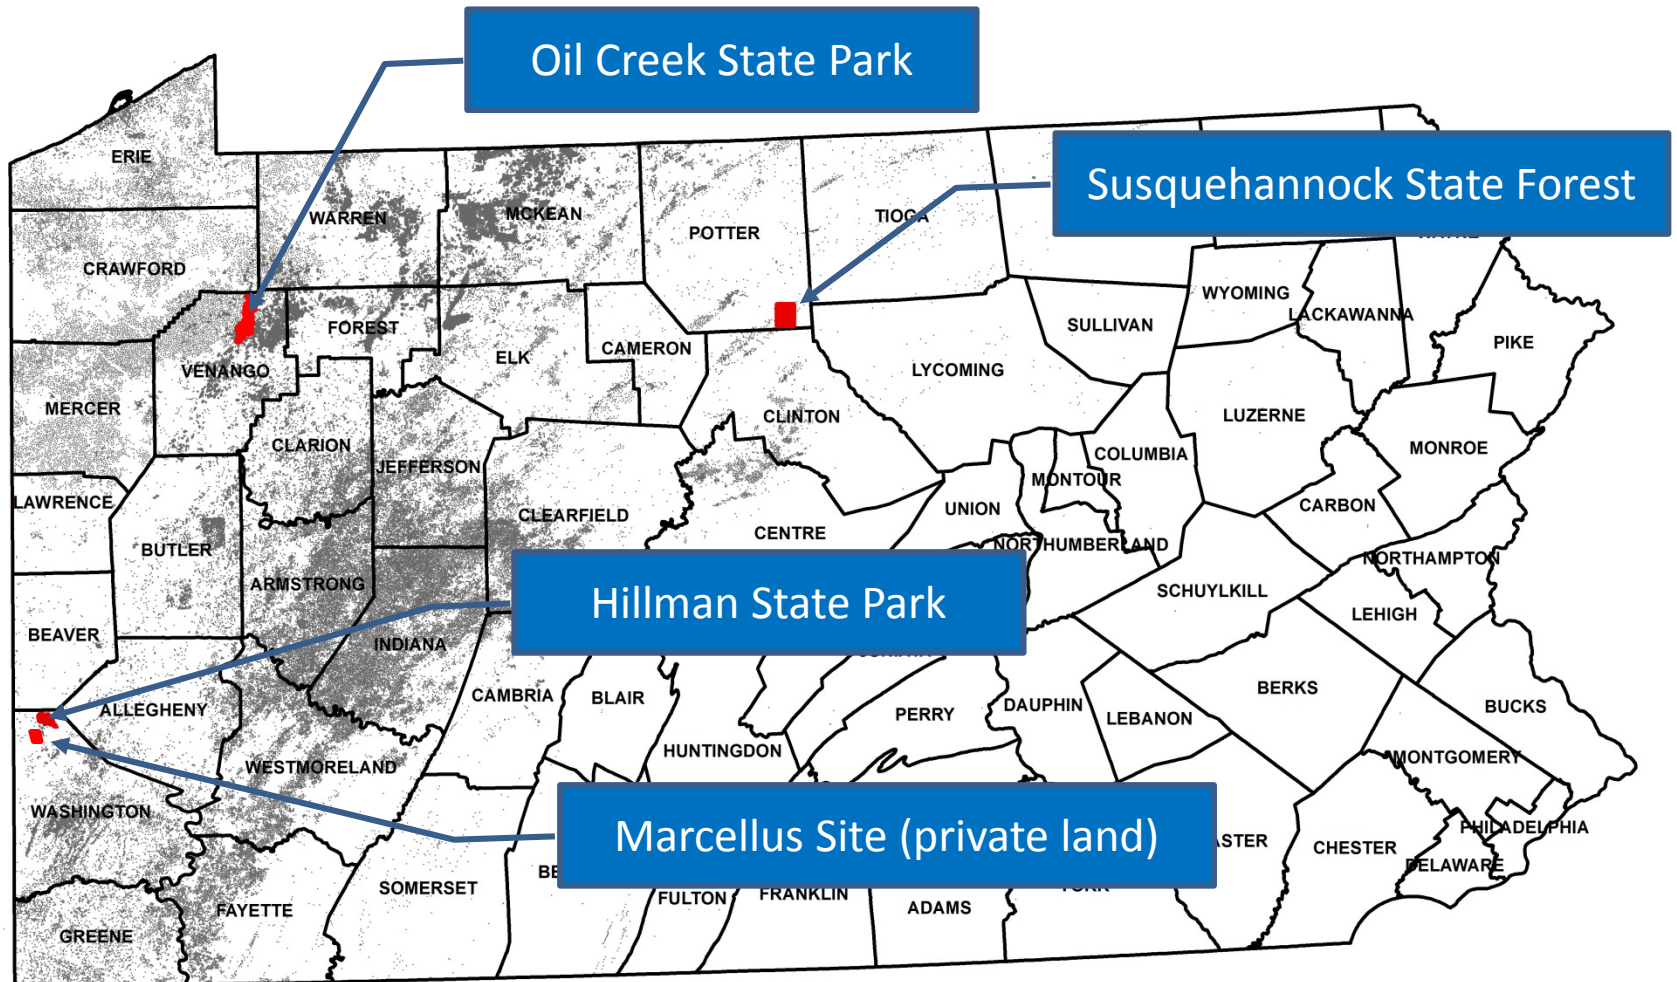 Oil Creek State Park
ERIE
Susquehannock State Forest
WARREN
MCKEAN
TIOGA
POTTER
CRAWFORD
WYOMING
LACKAWANNA
FOREST
SULLIVAN
PIKE
CAMERON
ELK
VENANGO
LYCOMING
MERCER
CLINTON
LUZERNE
CLARION
MONROE
JEFFERSON
COLUMBIA
MONTOUR
LAWRENCE
UNION
CARBON
CLEARFIELD
CENTRE
BUTLER
NORTHUMBERLAND
NORTHAMPTON
ARMSTRONG
SCHUYLKILL
Hillman State Park
LEHIGH
BEAVER
INDIANA
BERKS
CAMBRIA
BLAIR
DAUPHIN
BUCKS
ALLEGHENY
PERRY
LEBANON
HUNTINGDON
MONTGOMERY
WESTMORELAND
WASHINGTON
Marcellus Site (private land)
PHILADELPHIA
ASTER
CHESTER
DELAWARE
BE
SOMERSET
FULTON
FRANKLIN
ADAMS
FAYETTE
GREENE